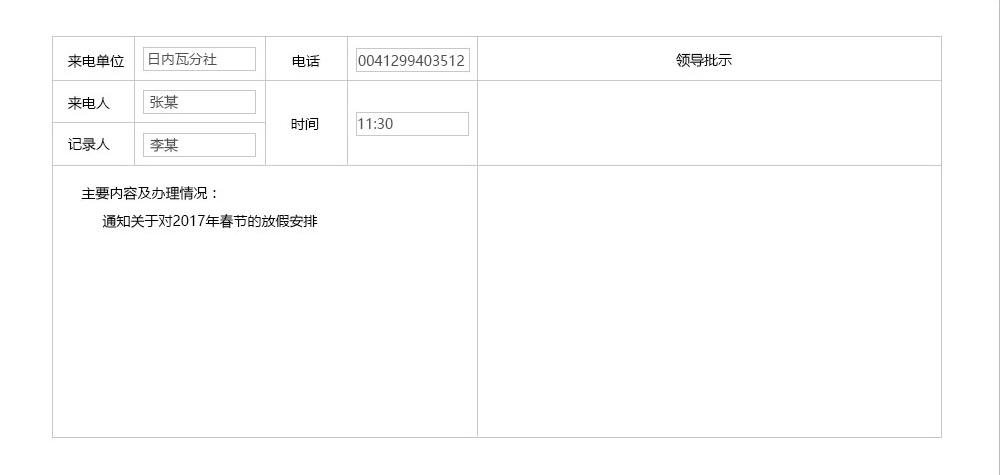 来电单位 日内瓦分社 电话 0041299403512 领导批示
来电人 张某
时间 11:30
记录人 李某
主要内容及办理情况：
通知关于对2017年春节的放假安排